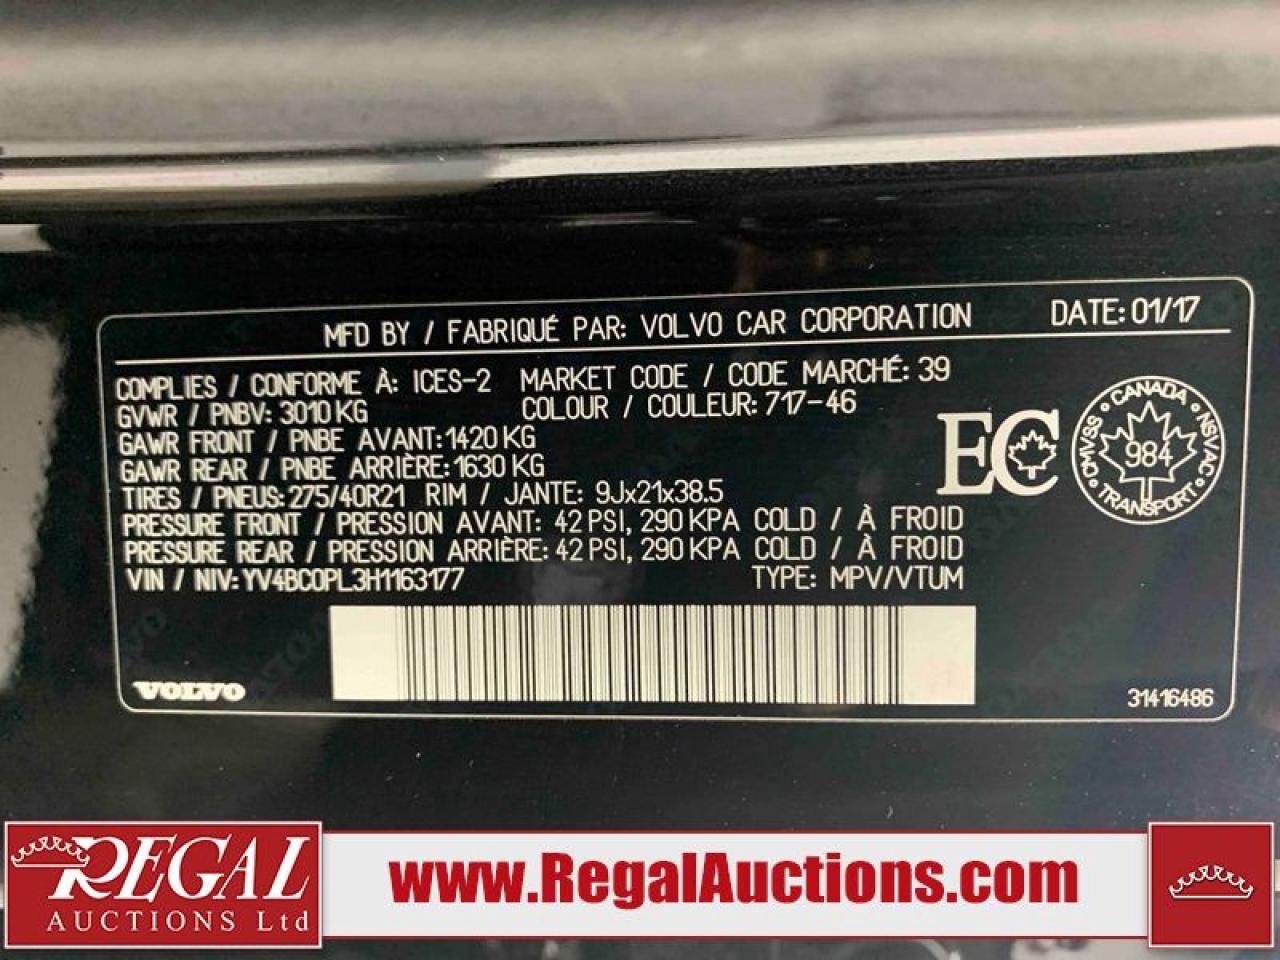 MFD BY / FABRIQUÉ PAR: VOLVO CAR CORPORATION DATE: 01/17
COMPLIES / CONFORME À: ICES-2 MARKET CODE / CODE MARCHÉ: 39
GVWR / PNBV: 3010 KG COLOUR / COULEUR: 717-46
GAWR FRONT / PNBE AVANT: 1420 KG
GAWR REAR / PNBE ARRIÈRE: 1630 KG
TIRES / PNEUS: 275/40R21 RIM / JANTE: 9Jx21x38.5
PRESSURE FRONT / PRESSION AVANT: 42 PSI, 290 KPA COLD / À FROID
PRESSURE REAR / PRESSION ARRIÈRE: 42 PSI, 290 KPA COLD / À FROID
VIN / NIV: YV4BC0PL3H1163177 TYPE: MPV/VTUM
EC
CANADA
CMVSS 984 NSVAC
TRANSPORT
VOLVO
31416486
REGAL
AUCTIONS Ltd
www.RegalAuctions.com